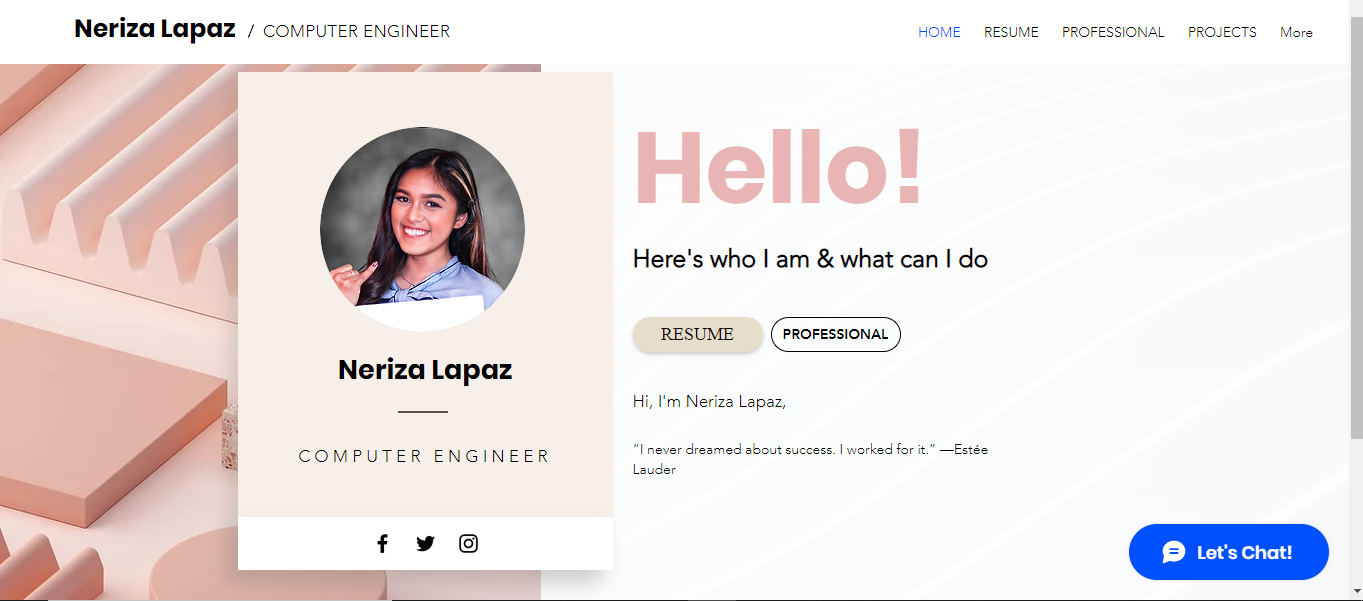 Neriza Lapaz / COMPUTER ENGINEER
HOME RESUME PROFESSIONAL PROJECTS More
Neriza Lapaz
COMPUTER ENGINEER
Hello!
Here's who I am & what can I do
RESUME PROFESSIONAL
Hi, I'm Neriza Lapaz,
“I never dreamed about success. I worked for it.” —Estée
Lauder
Let's Chat!